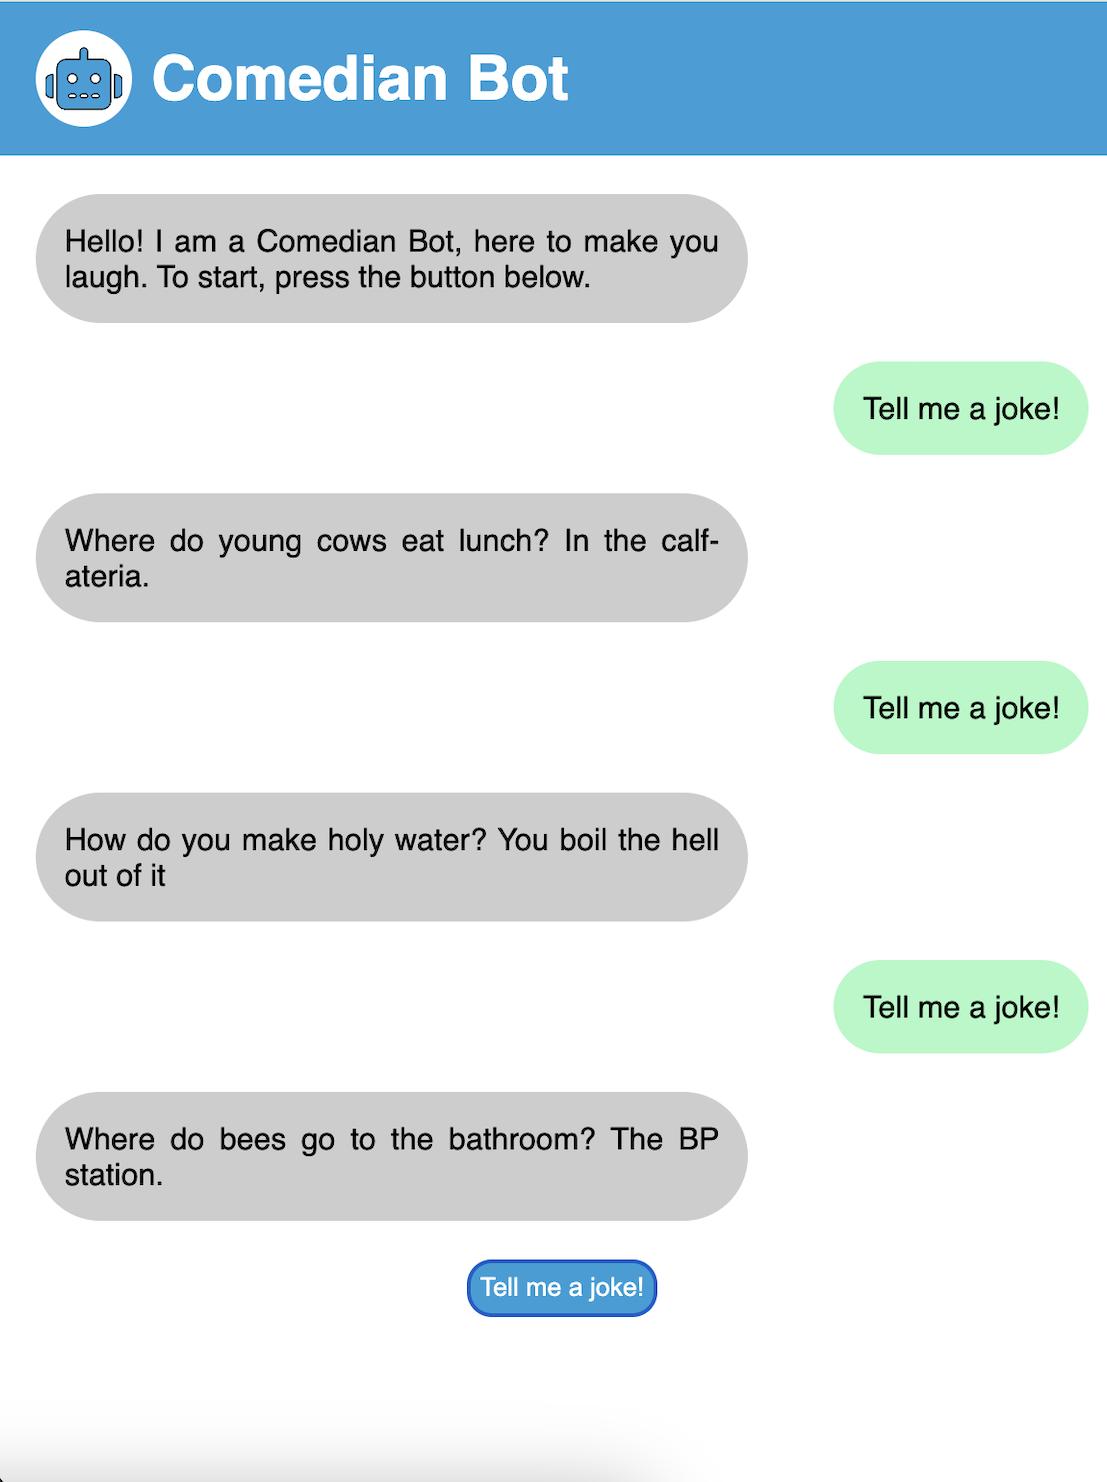 Comedian Bot
Hello! I am a Comedian Bot, here to make you
laugh. To start, press the button below.
Tell me a joke!
Where do young cows eat lunch? In the calf-
ateria.
Tell me a joke!
How do you make holy water? You boil the hell
out of it
Tell me a joke!
Where do bees go to the bathroom? The BP
station.
Tell me a joke!